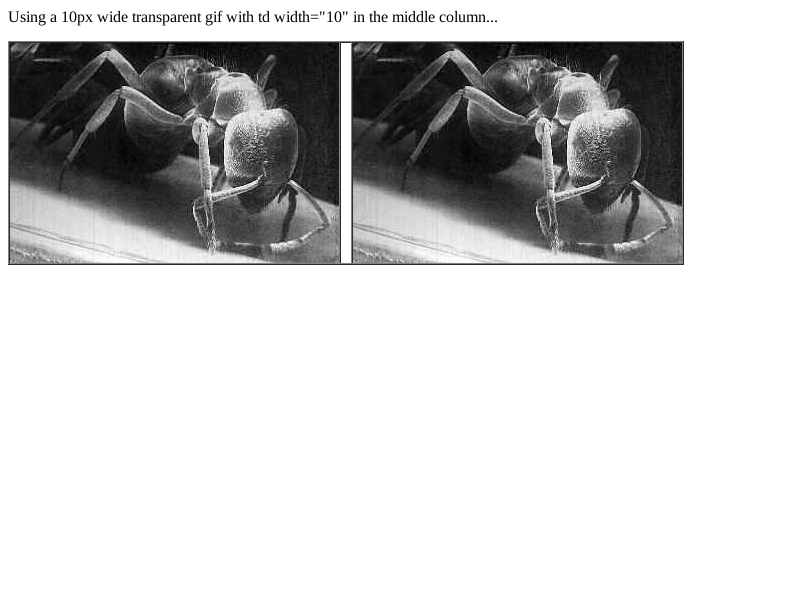 Using a 10px wide transparent gif with td width="10" in the middle column...